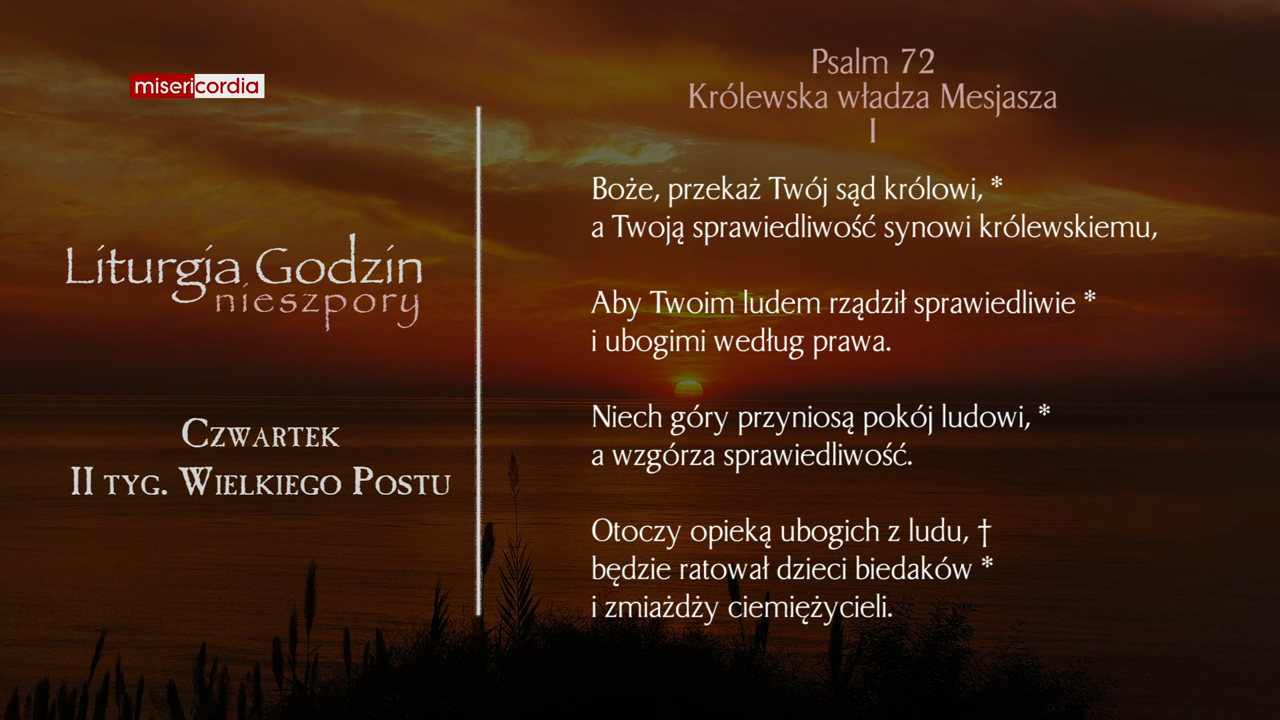 misericordia
Liturgia Godzin
nieszpory
Czwartek
II tyg. Wielkiego Postu
Psalm 72
Królewska władza Mesjasza
I
Boże, przekaż Twój sąd królowi, *
a Twoją sprawiedliwość synowi królewskiemu,
Aby Twoim ludem rządził sprawiedliwie *
i ubogimi według prawa.
Niech góry przyniosą pokój ludowi, *
a wzgórza sprawiedliwość.
Otoczy opieką ubogich z ludu, †
będzie ratował dzieci biedaków *
i zmiażdży ciemiężycieli.